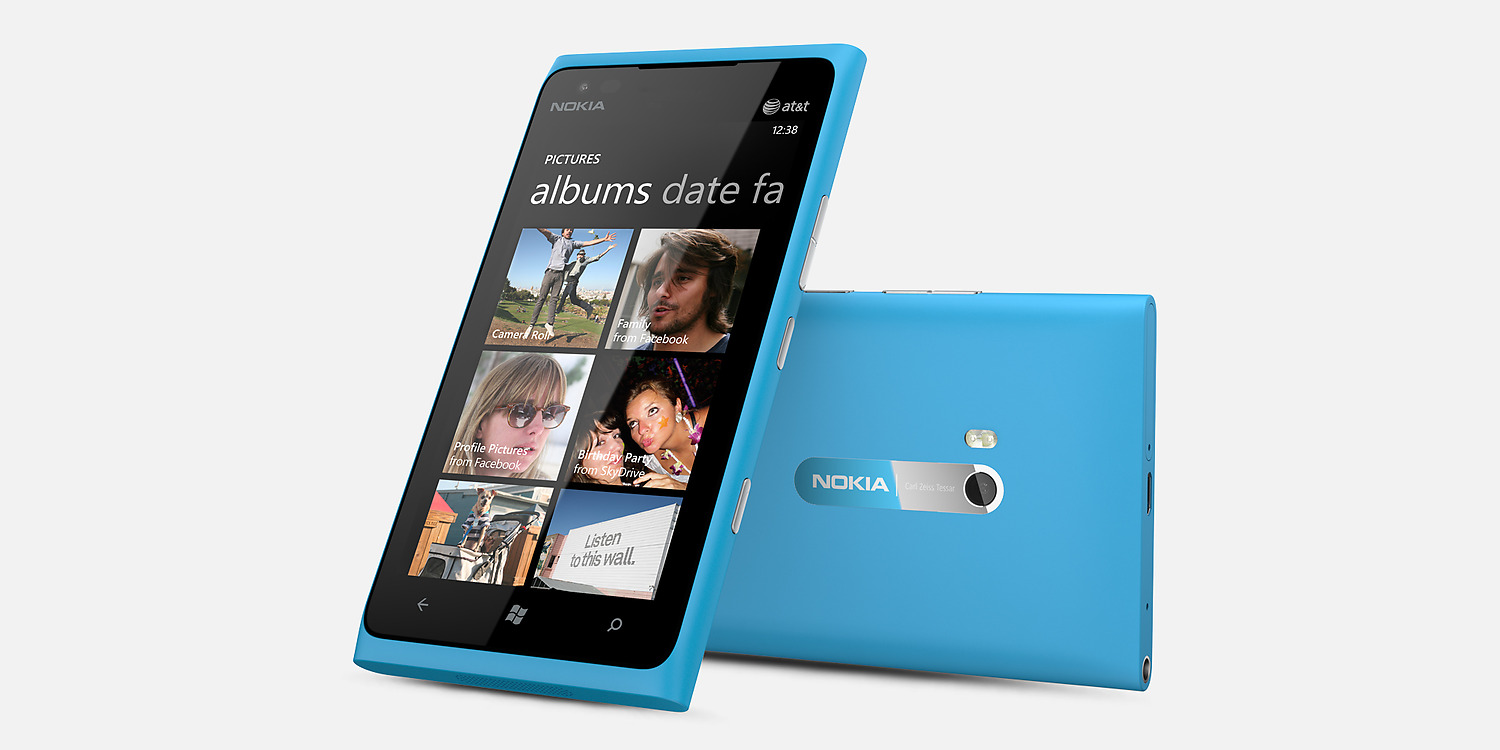 NOKIA
at&t
12:38
PICTURES
albums date fa
Camera Roll
Family
from Facebook
Profile Pictures
from Facebook
Birthday Party
from SkyDrive
Listen
to this wall.
NOKIA
Carl Zeiss Tessar